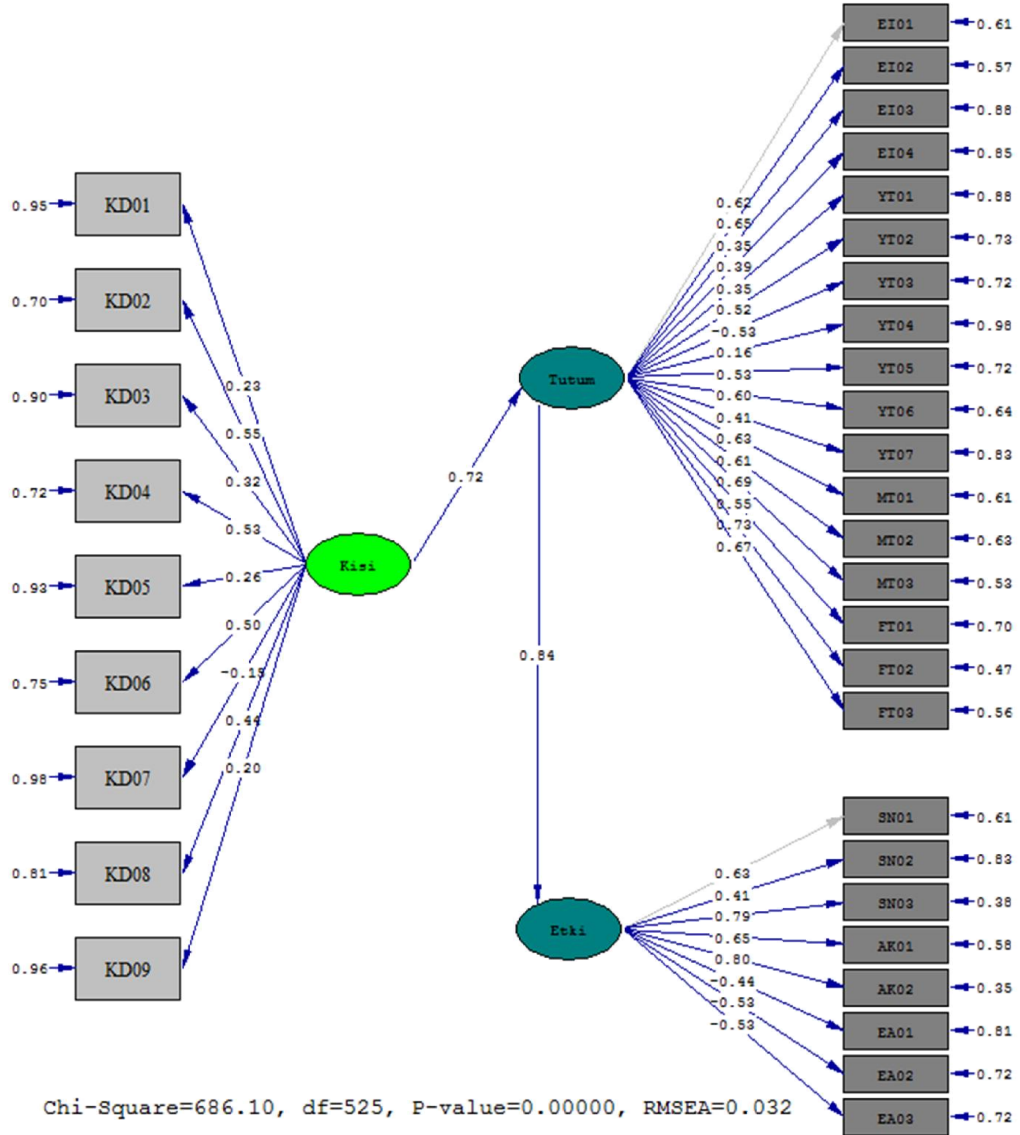 EI01 0.61
EI02 0.57
EI03 0.88
EI04 0.85
YT01 0.88
YT02 0.73
YT03 0.72
YT04 0.98
YT05 0.72
YT06 0.64
YT07 0.83
MT01 0.61
MT02 0.63
MT03 0.53
FT01 0.70
FT02 0.47
FT03 0.56
0.62
0.65
0.35
0.39
0.35
0.52
-0.53
0.16
0.53
0.60
0.41
0.63
0.61
0.69
0.55
0.73
0.67
Tutum
0.72
0.84
0.95 KD01
0.70 KD02
0.90 KD03
0.72 KD04
0.93 KD05
0.75 KD06
0.98 KD07
0.81 KD08
0.96 KD09
0.23
0.55
0.32
0.53
0.26
0.50
-0.15
0.44
0.20
Kisi
Etki
0.63
0.41
0.79
0.65
0.80
-0.44
-0.53
-0.53
SN01 0.61
SN02 0.83
SN03 0.38
AK01 0.58
AK02 0.35
EA01 0.81
EA02 0.72
EA03 0.72
Chi-Square=686.10, df=525, P-value=0.00000, RMSEA=0.032